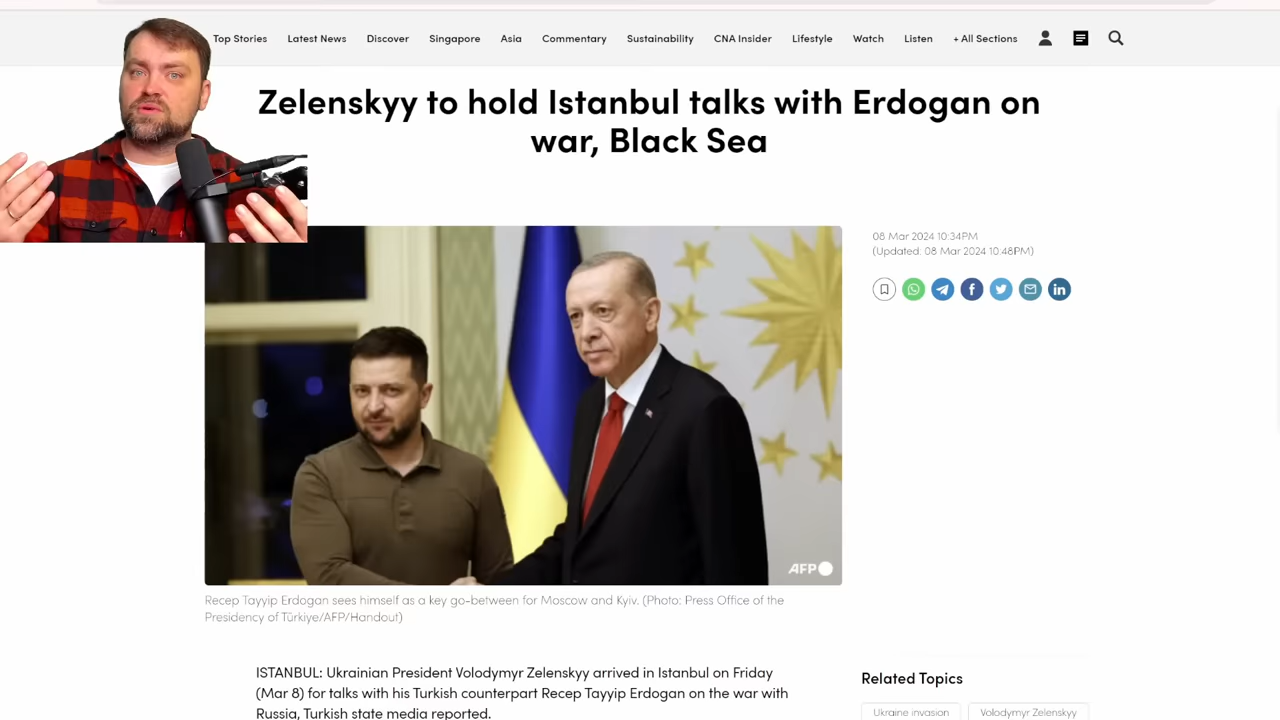 Top Stories Latest News Discover Singapore Asia Commentary Sustainability CNA Insider Lifestyle Watch Listen + All Sections
Zelenskyy to hold Istanbul talks with Erdogan on
war, Black Sea
08 Mar 2024 10:34PM
(Updated: 08 Mar 2024 10:48PM)
AFP
Recep Tayyip Erdogan sees himself as a key go-between for Moscow and Kyiv. (Photo: Press Office of the
Presidency of Türkiye/AFP/Handout)
ISTANBUL: Ukrainian President Volodymyr Zelenskyy arrived in Istanbul on Friday
(Mar 8) for talks with his Turkish counterpart Recep Tayyip Erdogan on the war with
Russia, Turkish state media reported.
Related Topics
Ukraine invasion Volodymyr Zelenskyy